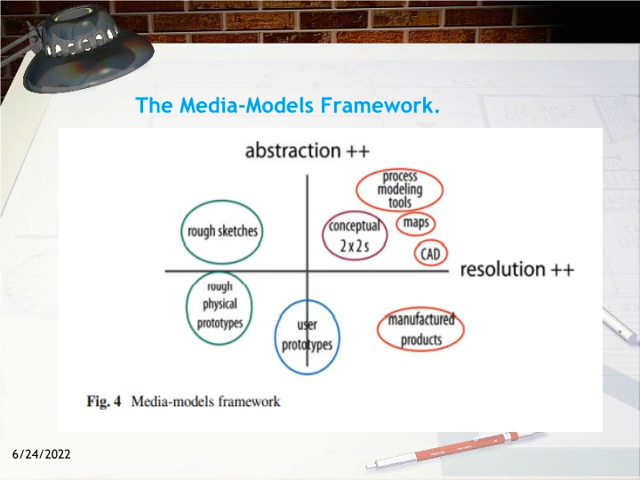 The Media-Models Framework.
abstraction ++
process
modeling
tools
rough sketches
conceptual
2 x 2 s
maps
CAD
resolution ++
rough
physical
prototypes
user
prototypes
manufactured
products
Fig. 4 Media-models framework
6/24/2022